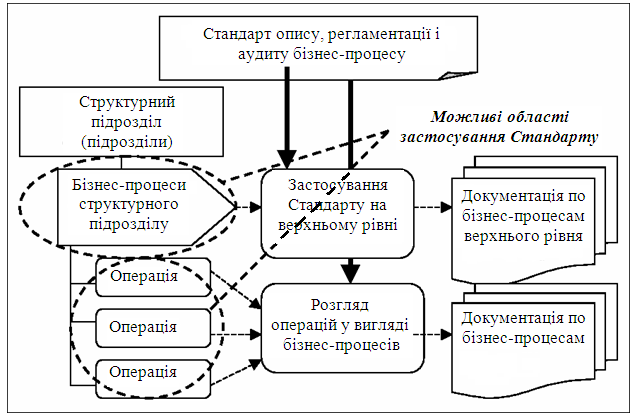 Стандарт опису, регламентації і
аудиту бізнес-процесу
Структурний
підрозділ
(підрозділи)
Можливі області
застосування Стандарту
Бізнес-процеси
структурного
підрозділу
Застосування
Стандарту на
верхньому рівні
Документація по
бізнес-процесам
верхнього рівня
Операція
Операція
Операція
Розгляд
операцій у вигляді
бізнес-процесів
Документація по
бізнес-процесам